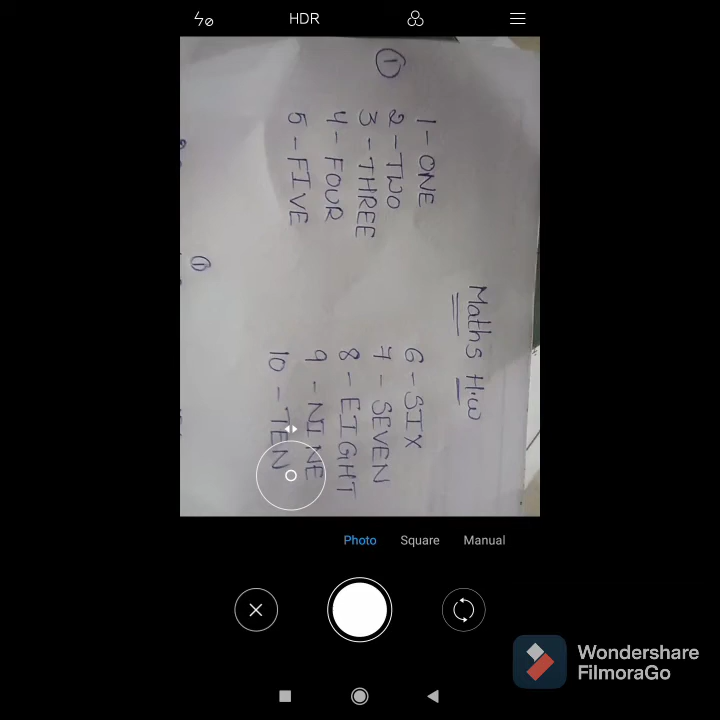 HDR
Maths H.W
①
1 - ONE
2 - TWO
3 - THREE
4 - FOUR
5 - FIVE
6 - SIX
7 - SEVEN
8 - EIGHT
9 - NINE
10 - TEN
①
Photo Square Manual
Wondershare
FilmoraGo